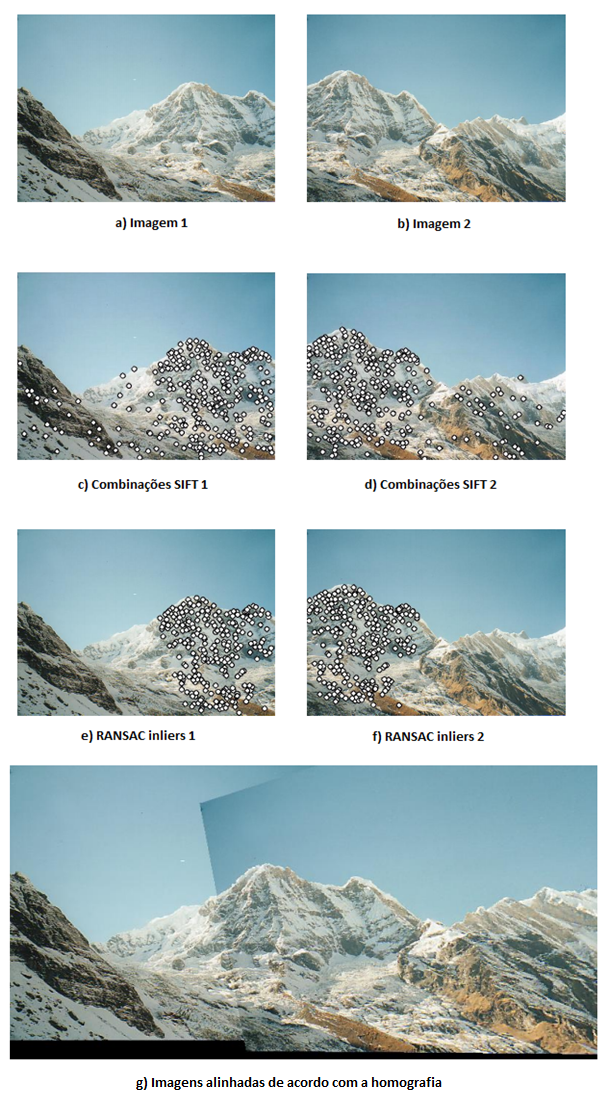 a) Imagem 1
b) Imagem 2
c) Combinações SIFT 1
d) Combinações SIFT 2
e) RANSAC inliers 1
f) RANSAC inliers 2
g) Imagens alinhadas de acordo com a homografia